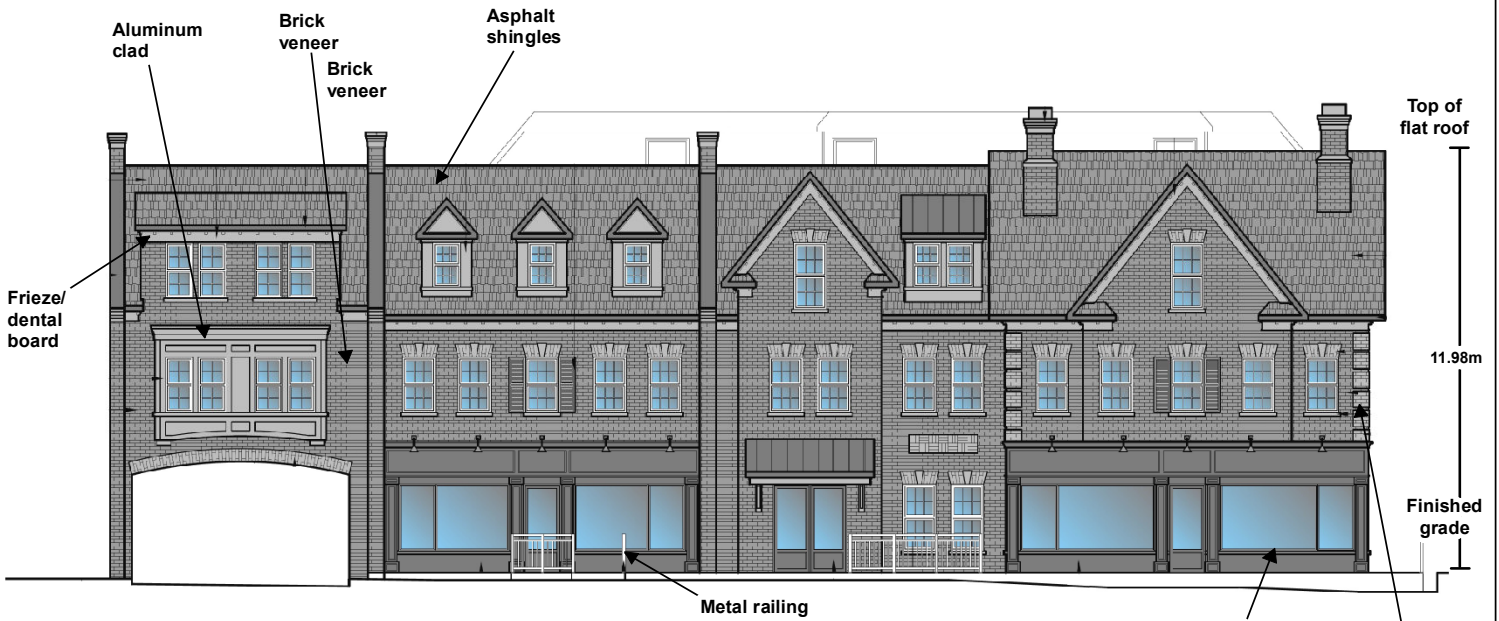 Aluminum
clad
Brick
veneer
Brick
veneer
Asphalt
shingles
Top of
flat roof
Frieze/
dental
board
11.98m
Finished
grade
Metal railing